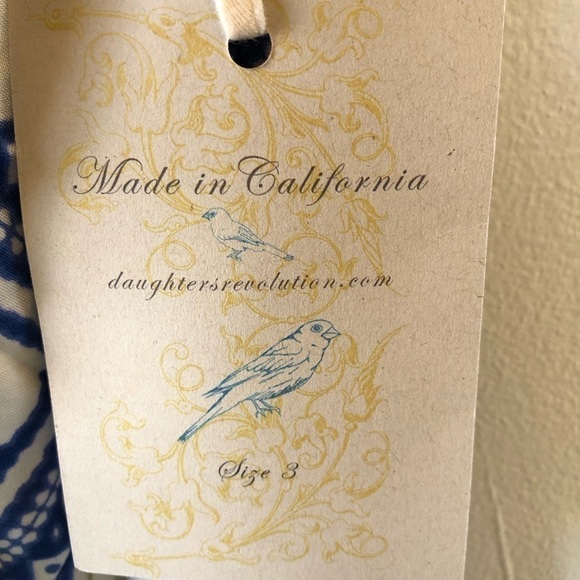 Made in California
daughtersrevolution.com
Size 3